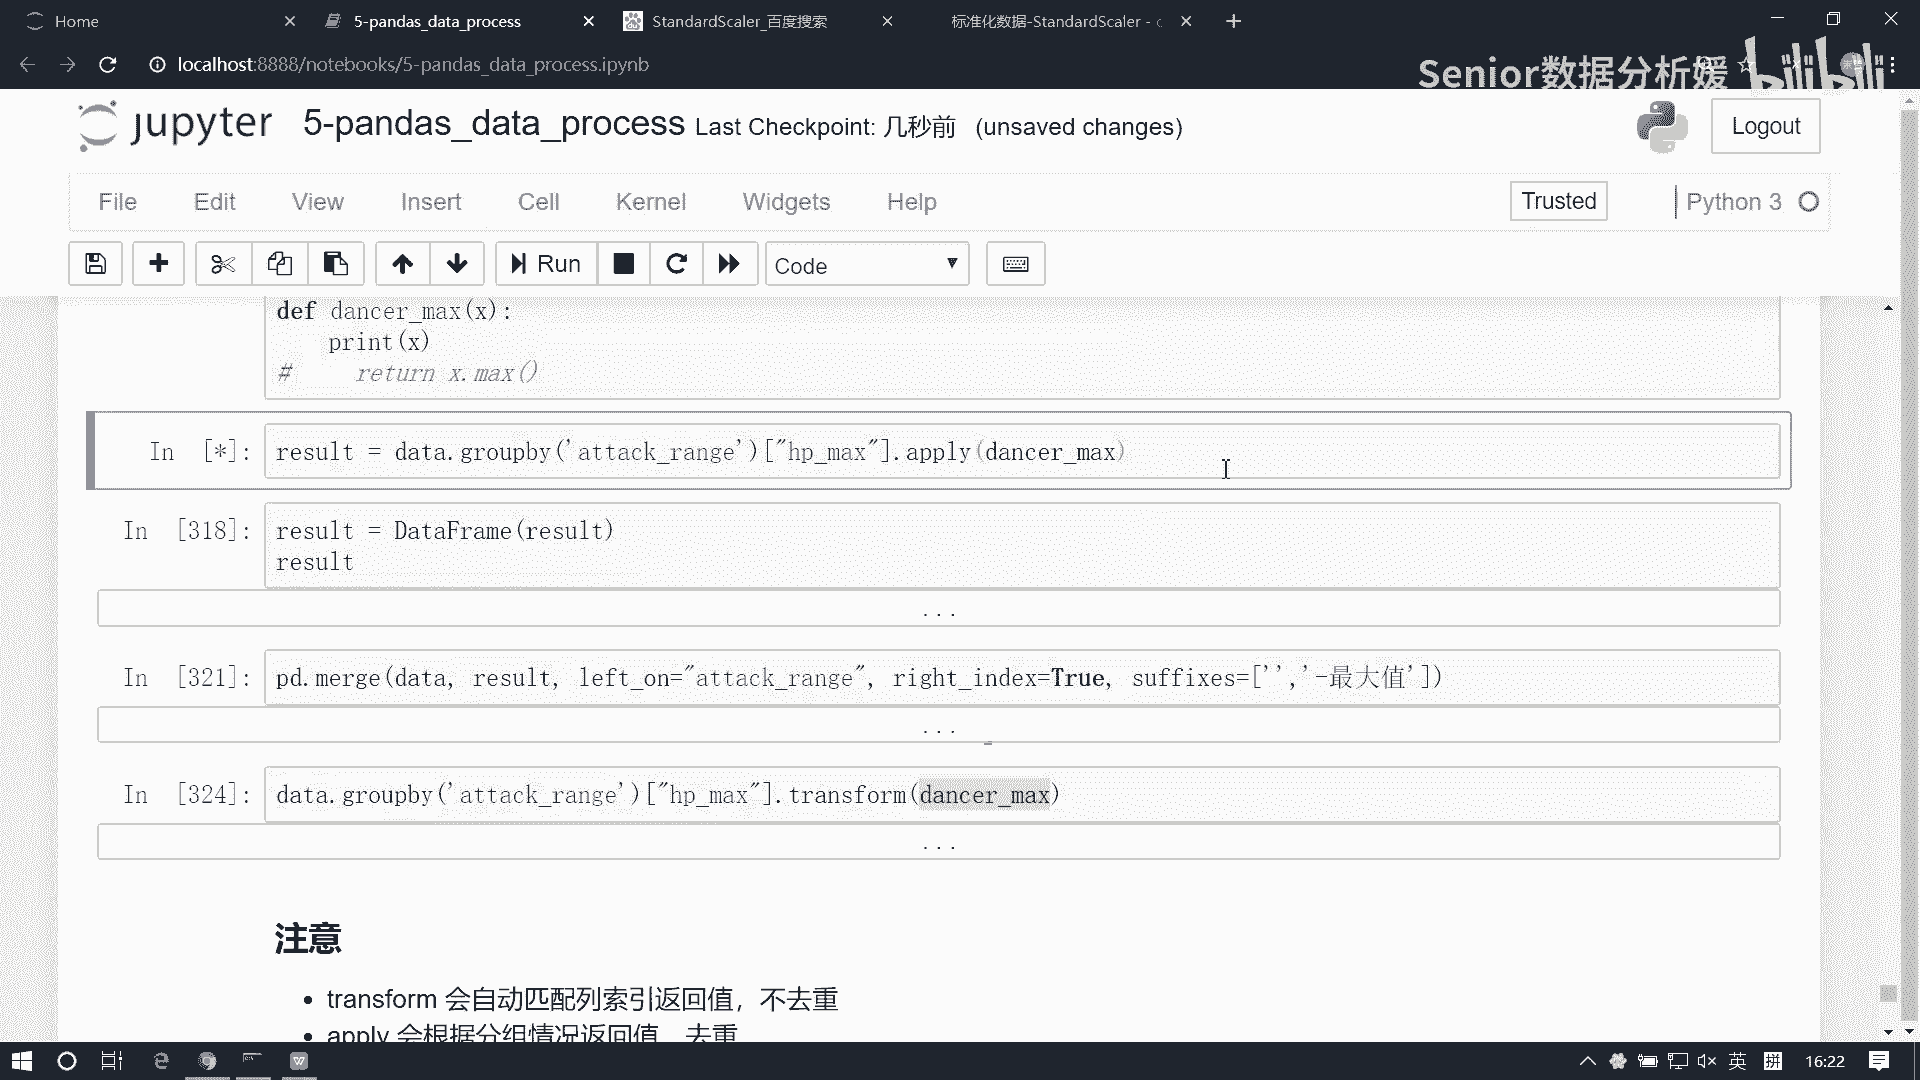 Home
5-pandas_data_process
StandardScaler_百度搜索
标准化数据-StandardScaler - c
localhost:8888/notebooks/5-pandas_data_process.ipynb
Senior数据分析媛
bilibili
jupyter
5-pandas_data_process Last Checkpoint: 几秒前 (unsaved changes)
Logout
File Edit View Insert Cell Kernel Widgets Help
Trusted
Python 3
Run
Code
def dancer_max(x):
print(x)
# return x.max()
In [*]: result = data.groupby('attack_range')["hp_max"].apply(dancer_max)
In [318]: result = DataFrame(result)
result
...
In [321]: pd.merge(data, result, left_on="attack_range", right_index=True, suffixes=['','-最大值'])
...
In [324]: data.groupby('attack_range')["hp_max"].transform(dancer_max)
...
注意
• transform 会自动匹配列索引返回值，不去重
• apply 会根据分组情况返回值，去重
英
拼
16:22